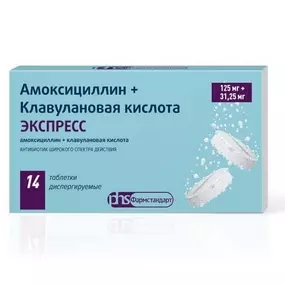 Амоксициллин +
Клавулановая кислота
ЭКСПРЕСС
125 мг +
31,25 мг
амоксициллин + клавулановая кислота
АНТИБИОТИК ШИРОКОГО СПЕКТРА ДЕЙСТВИЯ
14 таблетки
диспергируемые
phs Фармстандарт